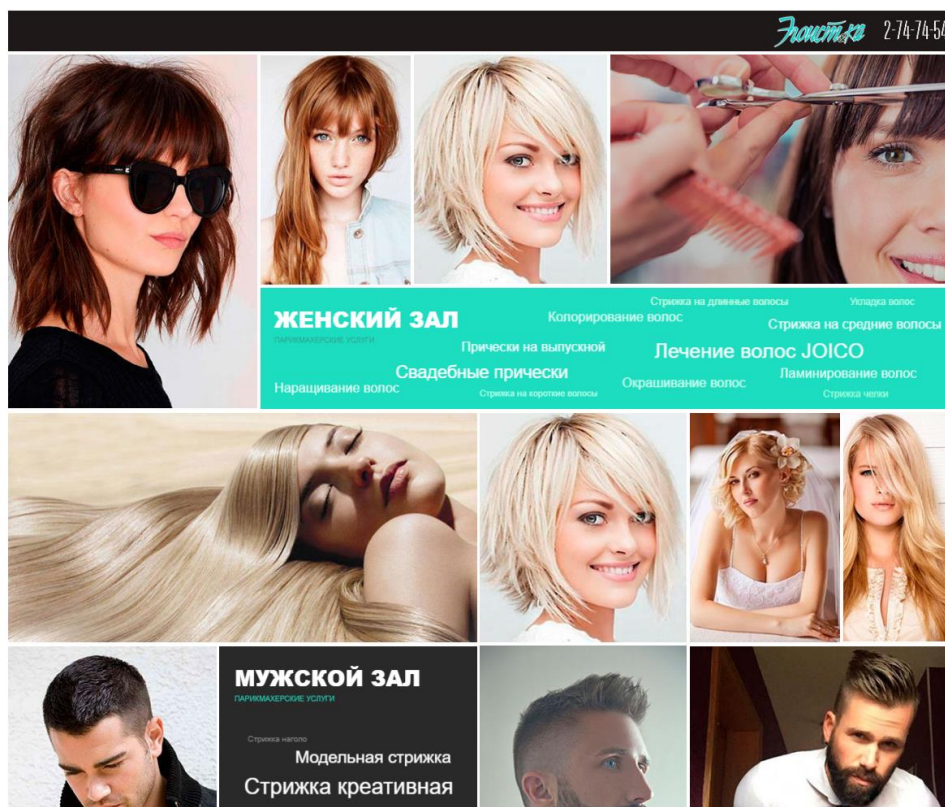 Эгоистка 2-74-74-54
ЖЕНСКИЙ ЗАЛ
ПАРИКМАХЕРСКИЕ УСЛУГИ
Стрижка на длинные волосы
Укладка волос
Колорирование волос
Стрижка на средние волосы
Прически на выпускной
Лечение волос JOICO
Свадебные прически
Ламинирование волос
Наращивание волос
Окрашивание волос
Стрижка на короткие волосы
Стрижка челки
МУЖСКОЙ ЗАЛ
ПАРИКМАХЕРСКИЕ УСЛУГИ
Стрижка наголо
Модельная стрижка
Стрижка креативная